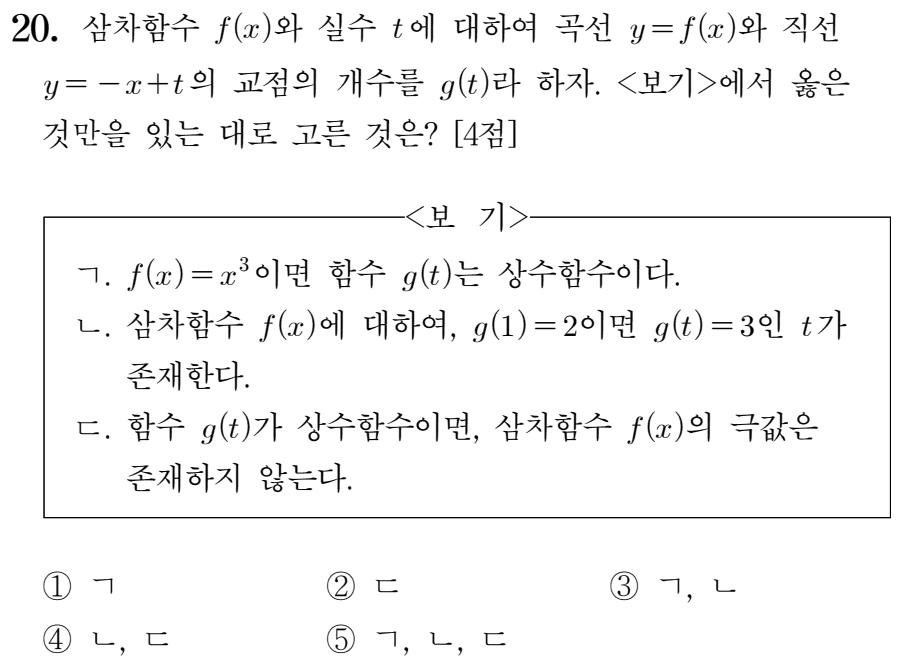 20. 삼차함수 f(x)와 실수 t에 대하여 곡선 y=f(x)와 직선
y=-x+t의 교점의 개수를 g(t)라 하자. <보기>에서 옳은
것만을 있는 대로 고른 것은? [4점]
<보 기>
ㄱ. f(x)=x³이면 함수 g(t)는 상수함수이다.
ㄴ. 삼차함수 f(x)에 대하여, g(1)=2이면 g(t)=3인 t가
존재한다.
ㄷ. 함수 g(t)가 상수함수이면, 삼차함수 f(x)의 극값은
존재하지 않는다.
① ㄱ ② ㄷ ③ ㄱ, ㄴ
④ ㄴ, ㄷ ⑤ ㄱ, ㄴ, ㄷ